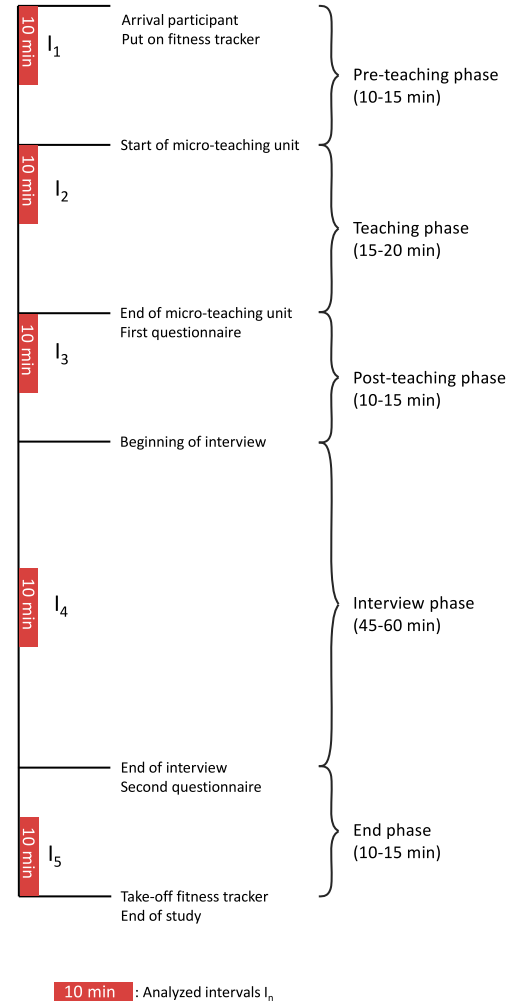 10 min
I1
Arrival participant
Put on fitness tracker
Pre-teaching phase
(10-15 min)
Start of micro-teaching unit
10 min
I2
Teaching phase
(15-20 min)
End of micro-teaching unit
First questionnaire
10 min
I3
Post-teaching phase
(10-15 min)
Beginning of interview
10 min
I4
Interview phase
(45-60 min)
End of interview
Second questionnaire
10 min
I5
End phase
(10-15 min)
Take-off fitness tracker
End of study
10 min : Analyzed intervals In